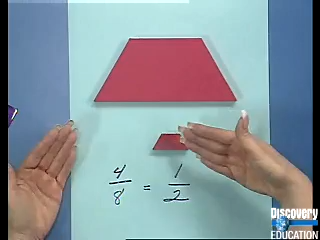 4/8 = 1/2
Discovery
EDUCATION